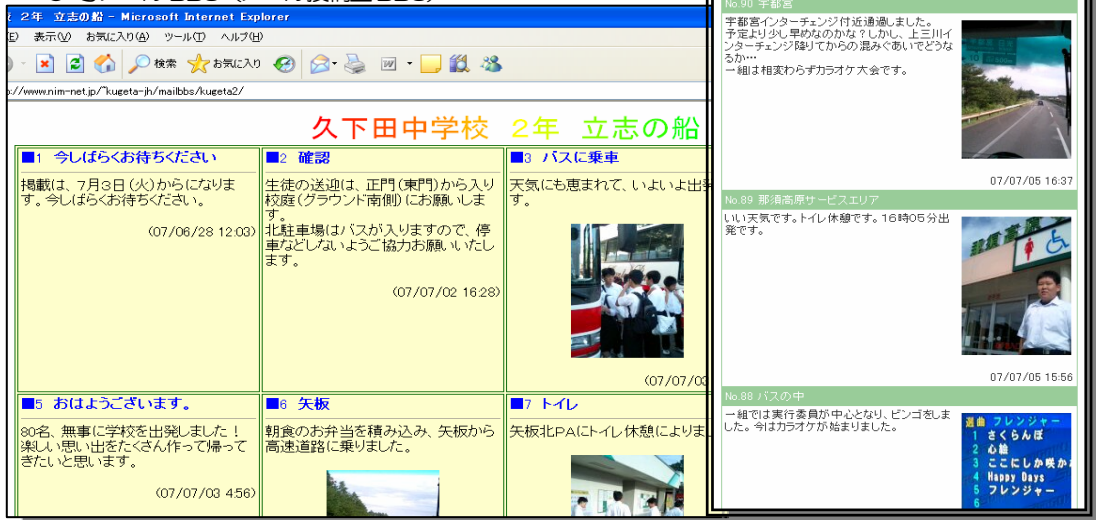 2年 立志の船 - Microsoft Internet Explorer
表示(V) お気に入り(A) ツール(T) ヘルプ(H)
検索 お気に入り
//www.nim-net.jp/~kugeta-jh/mailbbs/kugeta2/
久下田中学校 2年 立志の船
■1 今しばらくお待ちください
掲載は、7月3日(火)からになりま
す。今しばらくお待ちください。
(07/06/28 12:03)
■2 確認
生徒の送迎は、正門(東門)から入り
校庭(グラウンド南側)にお願いしま
す。
北駐車場はバスが入りますので、停
車などしないようご協力お願いいたし
ます。
(07/07/02 16:28)
■3 バスに乗車
天気にも恵まれて、いよいよ出発
す。
(07/07/03
■5 おはようございます。
80名、無事に学校を出発しました！
楽しい思い出をたくさん作って帰って
きたいと思います。
(07/07/03 4:56)
■6 矢板
朝食のお弁当を積み込み、矢板から
高速道路に乗りました。
■7 トイレ
矢板北PAにトイレ休憩によりま
No.90 宇都宮
宇都宮インターチェンジ付近通過しました。
予定より少し早めなのかな？しかし、上三川イ
ンターチェンジ降りてからの混みぐあいでどうな
るか…
一組は相変わらずカラオケ大会です。
07/07/05 16:37
No.89 那須高原サービスエリア
いい天気です。トイレ休憩です。16時05分出
発です。
那須高原
07/07/05 15:56
No.88 バスの中
一組では実行委員が中心となり、ビンゴをしま
した。今はカラオケが始まりました。
選曲 フレンジャー
1 さくらんぼ
2 心絵
3 ここにしか咲か
4 Happy Days
5 フレンジャー
6